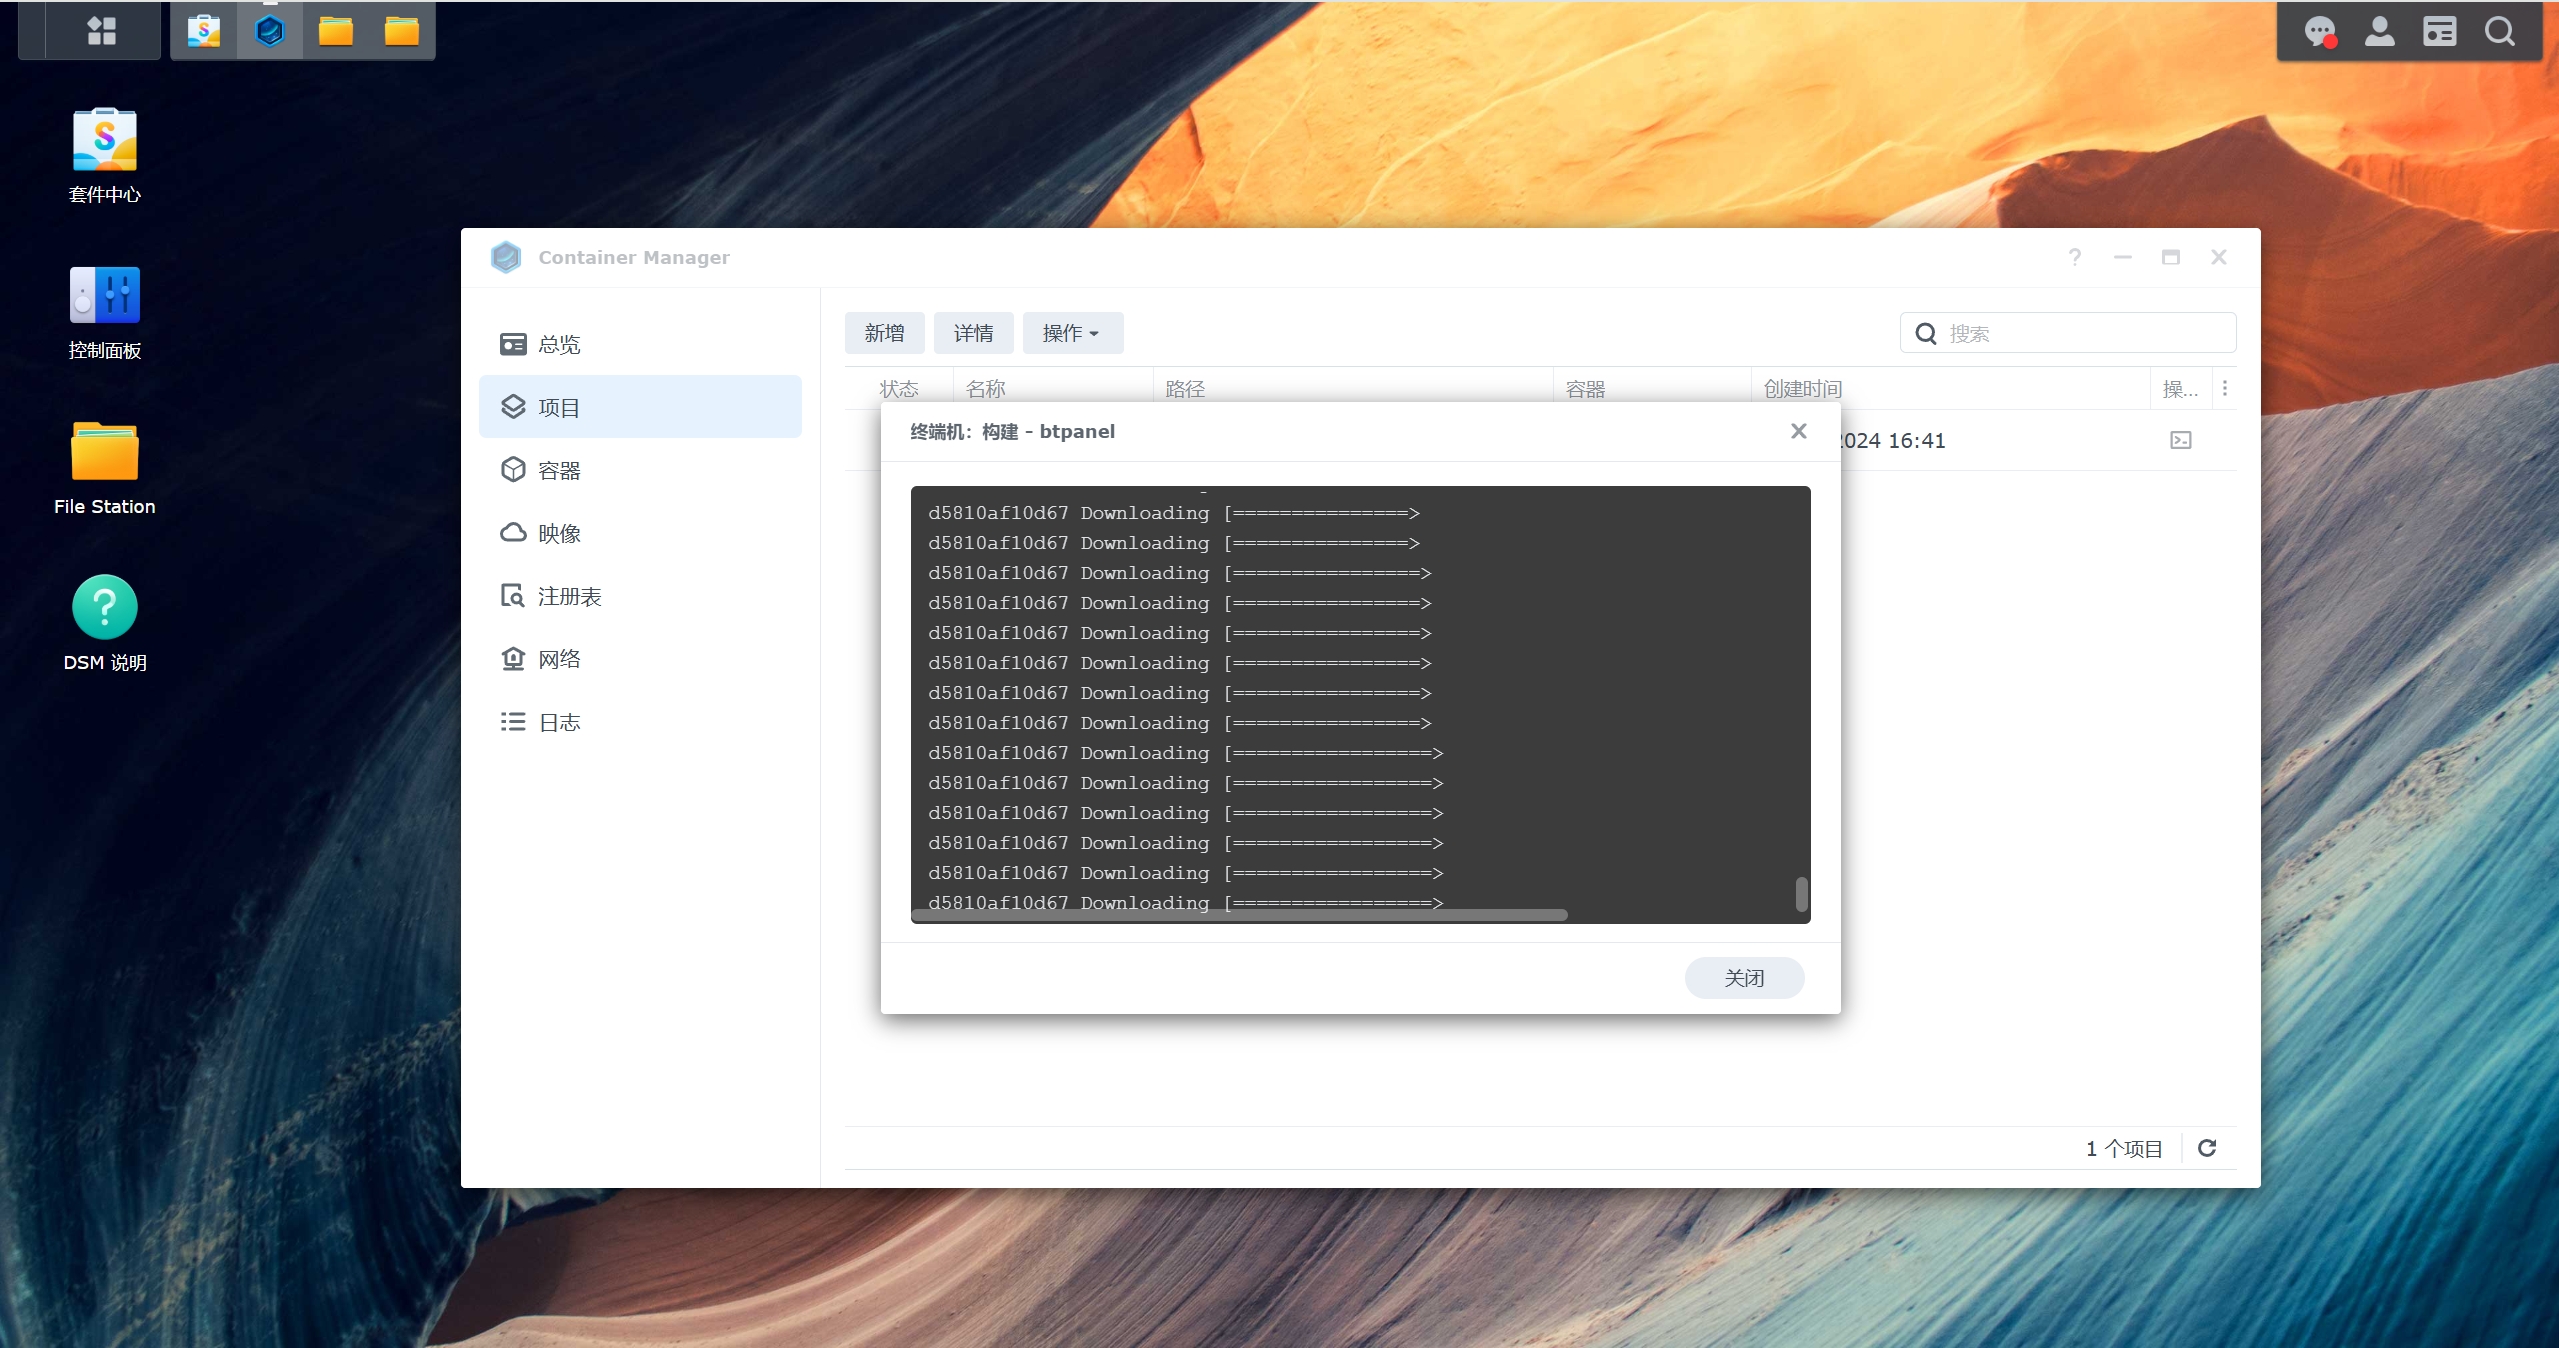 套件中心
控制面板
File Station
DSM 说明
Container Manager
总览
项目
容器
映像
注册表
网络
日志
新增
详情
操作
搜索
状态
名称
路径
容器
创建时间
操...
2024 16:41
终端机：构建 - btpanel
d5810af10d67 Downloading [===============>
d5810af10d67 Downloading [===============>
d5810af10d67 Downloading [================>
d5810af10d67 Downloading [================>
d5810af10d67 Downloading [================>
d5810af10d67 Downloading [================>
d5810af10d67 Downloading [================>
d5810af10d67 Downloading [================>
d5810af10d67 Downloading [=================>
d5810af10d67 Downloading [=================>
d5810af10d67 Downloading [=================>
d5810af10d67 Downloading [=================>
d5810af10d67 Downloading [=================>
d5810af10d67 Downloading [=================>
关闭
1 个项目